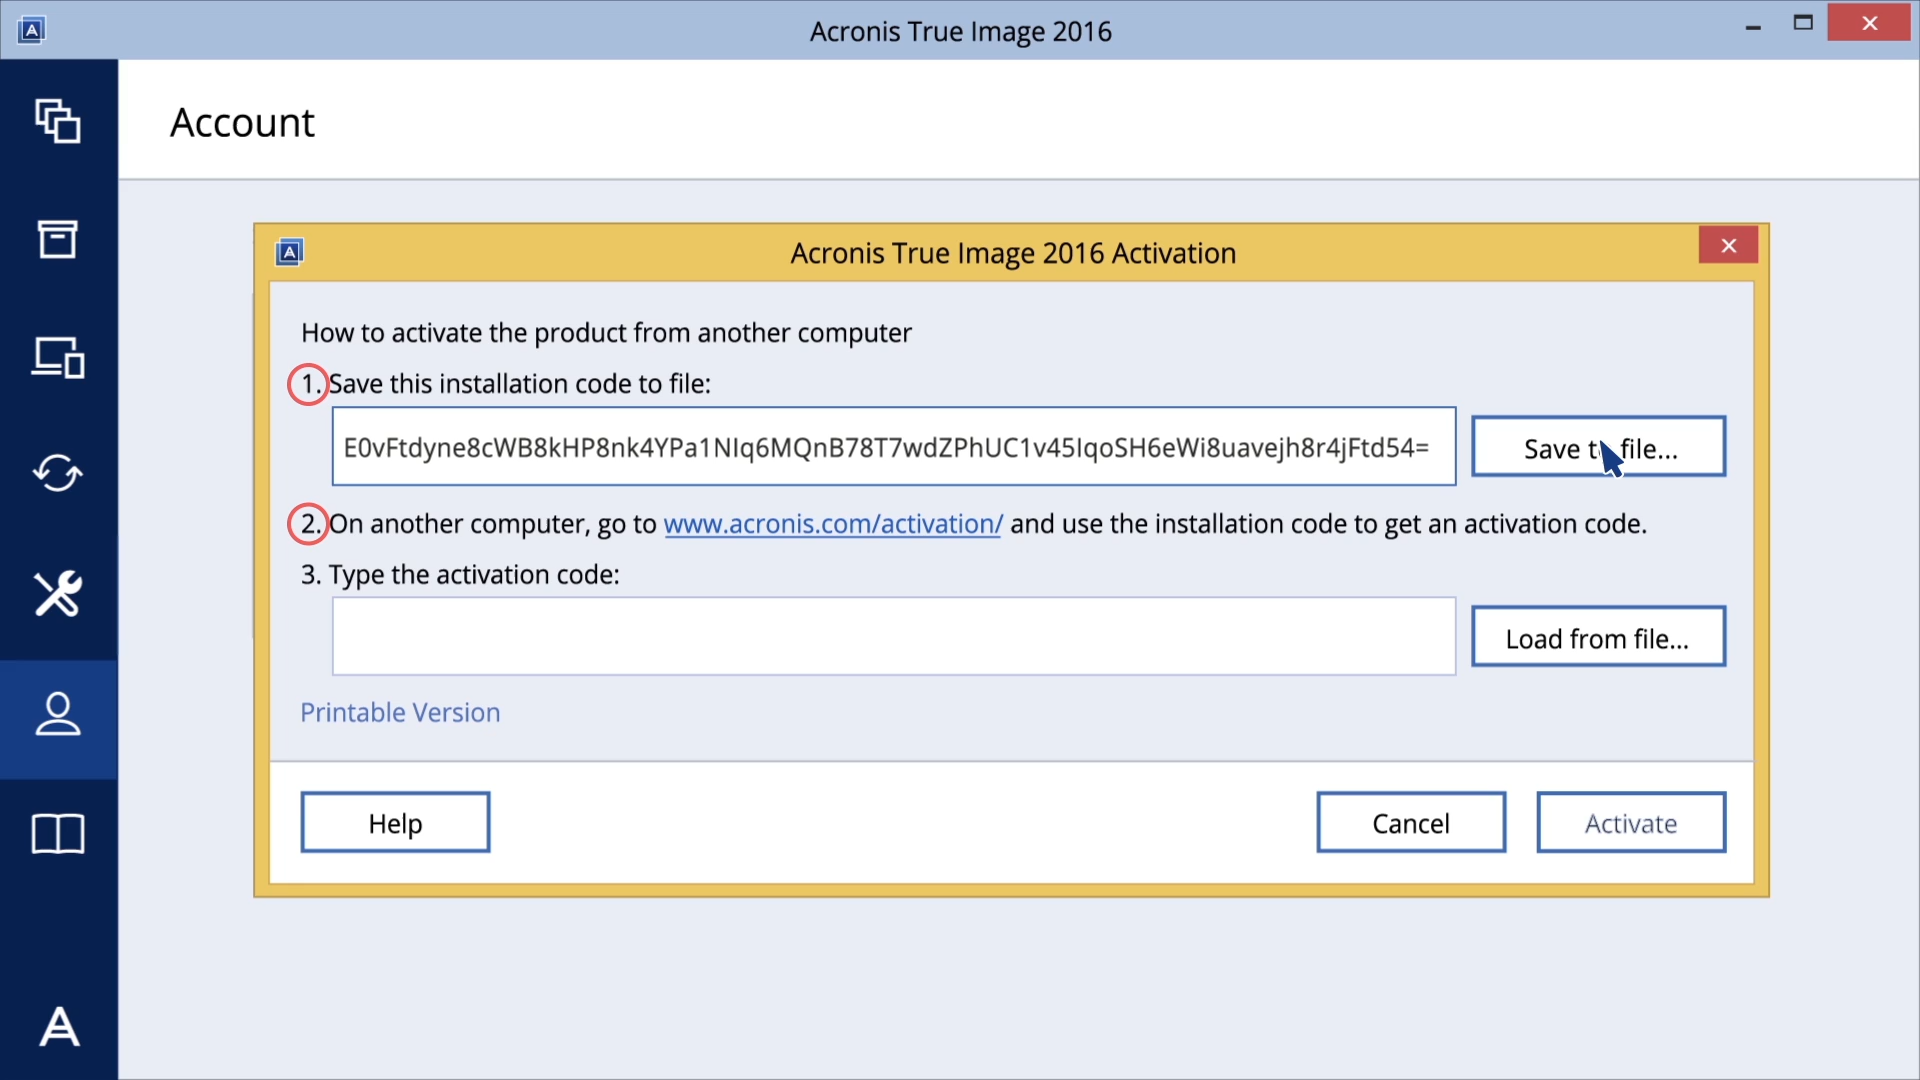 Acronis True Image 2016
Account
Acronis True Image 2016 Activation
How to activate the product from another computer
1. Save this installation code to file:
E0vFtdyne8cWB8kHP8nk4YPa1NIq6MQnB78T7wdZPhUC1v45IqoSH6eWi8uavejh8r4jFtd54=
Save to file...
2. On another computer, go to www.acronis.com/activation/ and use the installation code to get an activation code.
3. Type the activation code:
Load from file...
Printable Version
Help
Cancel
Activate